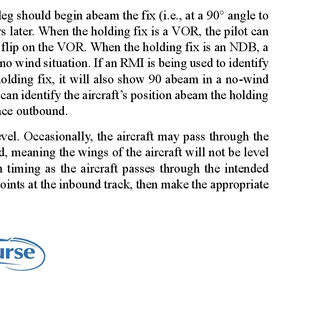 leg should begin abeam the fix (i.e., at a 90° angle to
s later. When the holding fix is a VOR, the pilot can
flip on the VOR. When the holding fix is an NDB, a
no wind situation. If an RMI is being used to identify
olding fix, it will also show 90 abeam in a no-wind
can identify the aircraft's position abeam the holding
nce outbound.
evel. Occasionally, the aircraft may pass through the
d, meaning the wings of the aircraft will not be level
n timing as the aircraft passes through the intended
oints at the inbound track, then make the appropriate
urse